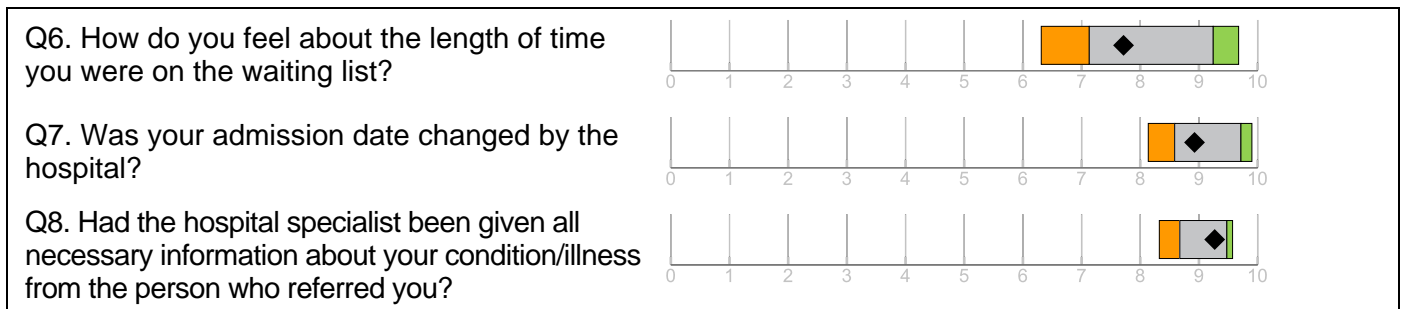 Q6. How do you feel about the length of time
you were on the waiting list?
0 1 2 3 4 5 6 7 8 9 10
Q7. Was your admission date changed by the
hospital?
0 1 2 3 4 5 6 7 8 9 10
Q8. Had the hospital specialist been given all
necessary information about your condition/illness
from the person who referred you?
0 1 2 3 4 5 6 7 8 9 10